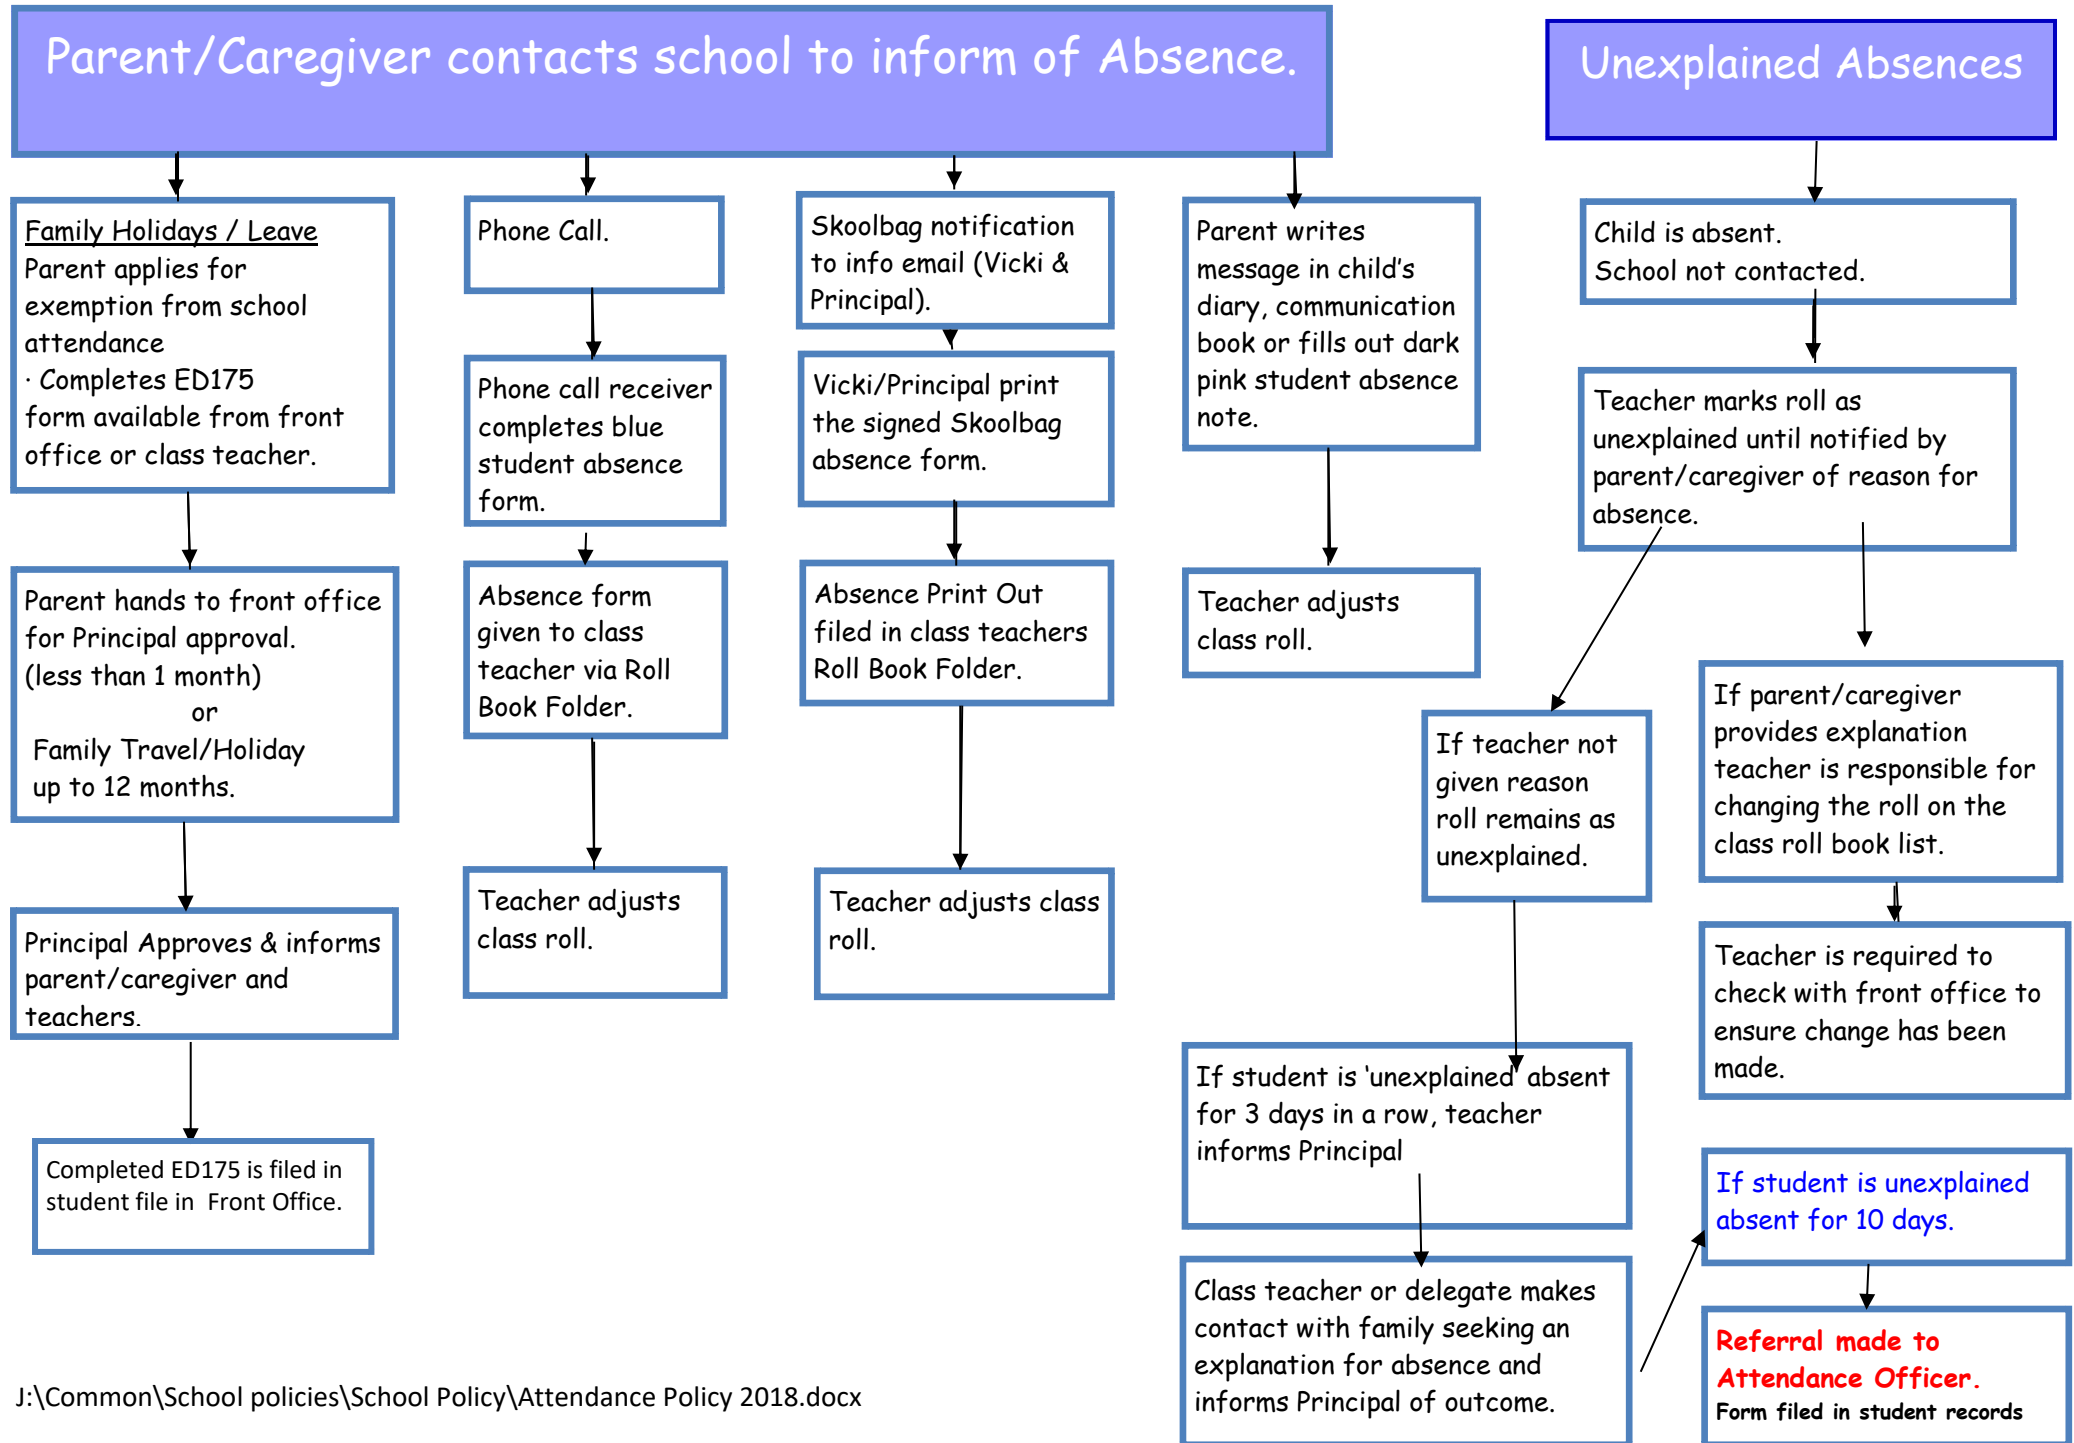 Parent/Caregiver contacts school to inform of Absence.
Family Holidays / Leave
Parent applies for
exemption from school
attendance
· Completes ED175
form available from front
office or class teacher.
Parent hands to front office
for Principal approval.
(less than 1 month)
or
Family Travel/Holiday
up to 12 months.
Principal Approves & informs
parent/caregiver and
teachers.
Completed ED175 is filed in
student file in Front Office.
Phone Call.
Phone call receiver
completes blue
student absence
form.
Absence form
given to class
teacher via Roll
Book Folder.
Teacher adjusts
class roll.
Skoolbag notification
to info email (Vicki &
Principal).
Vicki/Principal print
the signed Skoolbag
absence form.
Absence Print Out
filed in class teachers
Roll Book Folder.
Teacher adjusts class
roll.
Parent writes
message in child’s
diary, communication
book or fills out dark
pink student absence
note.
Teacher adjusts
class roll.
Unexplained Absences
Child is absent.
School not contacted.
Teacher marks roll as
unexplained until notified by
parent/caregiver of reason for
absence.
If teacher not
given reason
roll remains as
unexplained.
If student is ‘unexplained’ absent
for 3 days in a row, teacher
informs Principal
Class teacher or delegate makes
contact with family seeking an
explanation for absence and
informs Principal of outcome.
If parent/caregiver
provides explanation
teacher is responsible for
changing the roll on the
class roll book list.
Teacher is required to
check with front office to
ensure change has been
made.
If student is unexplained
absent for 10 days.
Referral made to
Attendance Officer.
Form filed in student records
J:\Common\School policies\School Policy\Attendance Policy 2018.docx